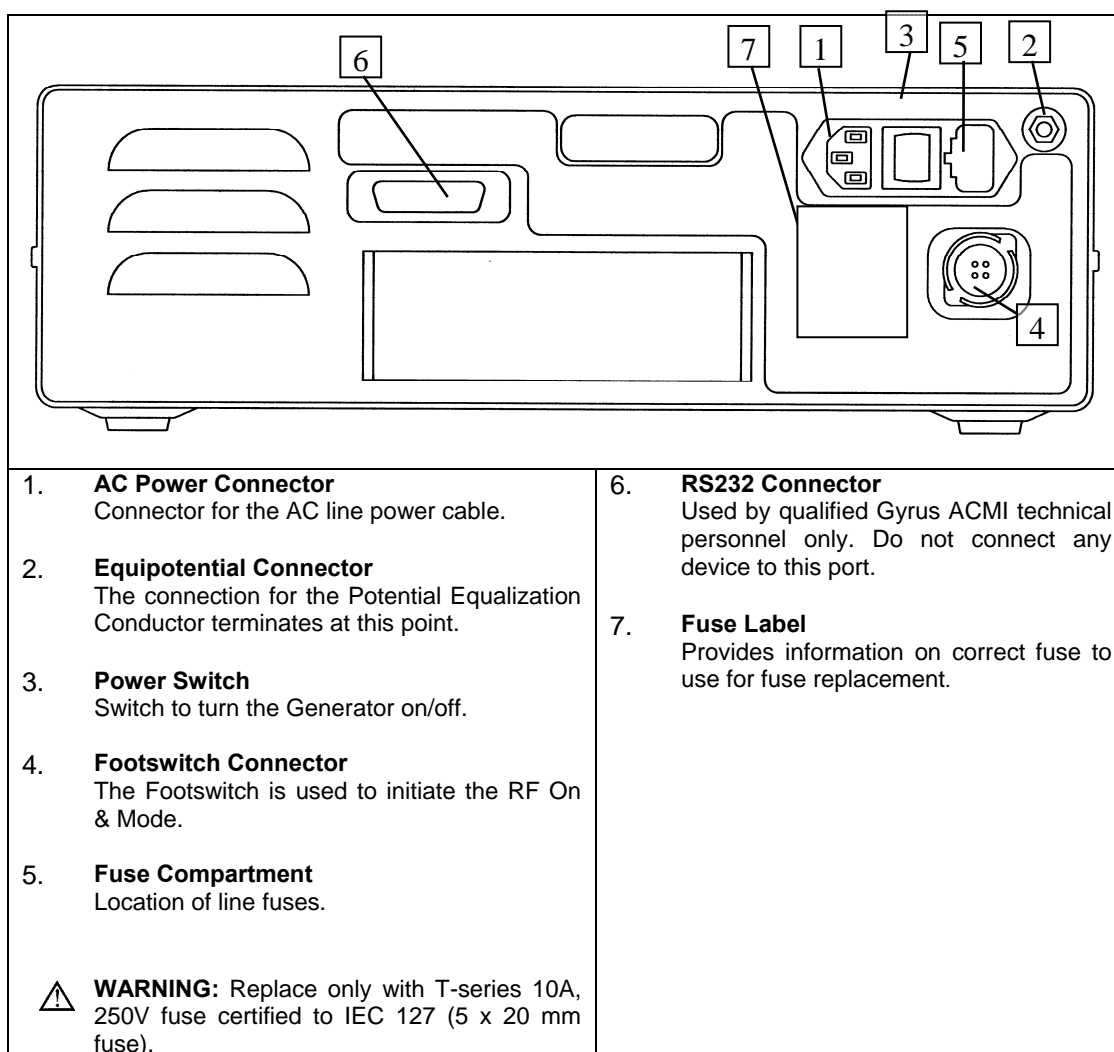 6
7
1
3
5
2
4
1. AC Power Connector
Connector for the AC line power cable.
2. Equipotential Connector
The connection for the Potential Equalization
Conductor terminates at this point.
3. Power Switch
Switch to turn the Generator on/off.
4. Footswitch Connector
The Footswitch is used to initiate the RF On
& Mode.
5. Fuse Compartment
Location of line fuses.
WARNING: Replace only with T-series 10A,
250V fuse certified to IEC 127 (5 x 20 mm
fuse).
6. RS232 Connector
Used by qualified Gyrus ACMI technical
personnel only. Do not connect any
device to this port.
7. Fuse Label
Provides information on correct fuse to
use for fuse replacement.